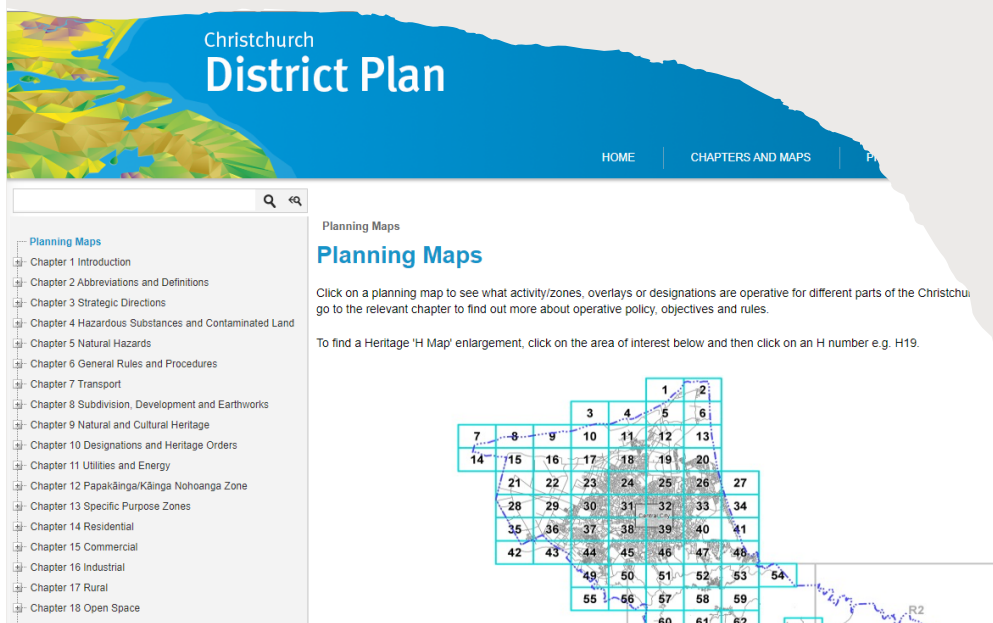 Christchurch
District Plan
HOME
CHAPTERS AND MAPS
Planning Maps
Planning Maps
Chapter 1 Introduction
Chapter 2 Abbreviations and Definitions
Chapter 3 Strategic Directions
Chapter 4 Hazardous Substances and Contaminated Land
Chapter 5 Natural Hazards
Chapter 6 General Rules and Procedures
Chapter 7 Transport
Chapter 8 Subdivision, Development and Earthworks
Chapter 9 Natural and Cultural Heritage
Chapter 10 Designations and Heritage Orders
Chapter 11 Utilities and Energy
Chapter 12 Papakāinga/Kāinga Nohoanga Zone
Chapter 13 Specific Purpose Zones
Chapter 14 Residential
Chapter 15 Commercial
Chapter 16 Industrial
Chapter 17 Rural
Chapter 18 Open Space
Planning Maps
Click on a planning map to see what activity/zones, overlays or designations are operative for different parts of the
go to the relevant chapter to find out more about operative policy, objectives and rules.
To find a Heritage 'H Map' enlargement, click on the area of interest below and then click on an H number e.g. H19.
1 2
3 4 5 6
7 8 9 10 11 12 13
14 15 16 17 18 19 20
21 22 23 24 25 26 27
28 29 30 31 32 33 34
Central City
35 36 37 38 39 40 41
42 43 44 45 46 47 48
49 50 51 52 53 54
55 56 57 58 59
60 61 62
R2